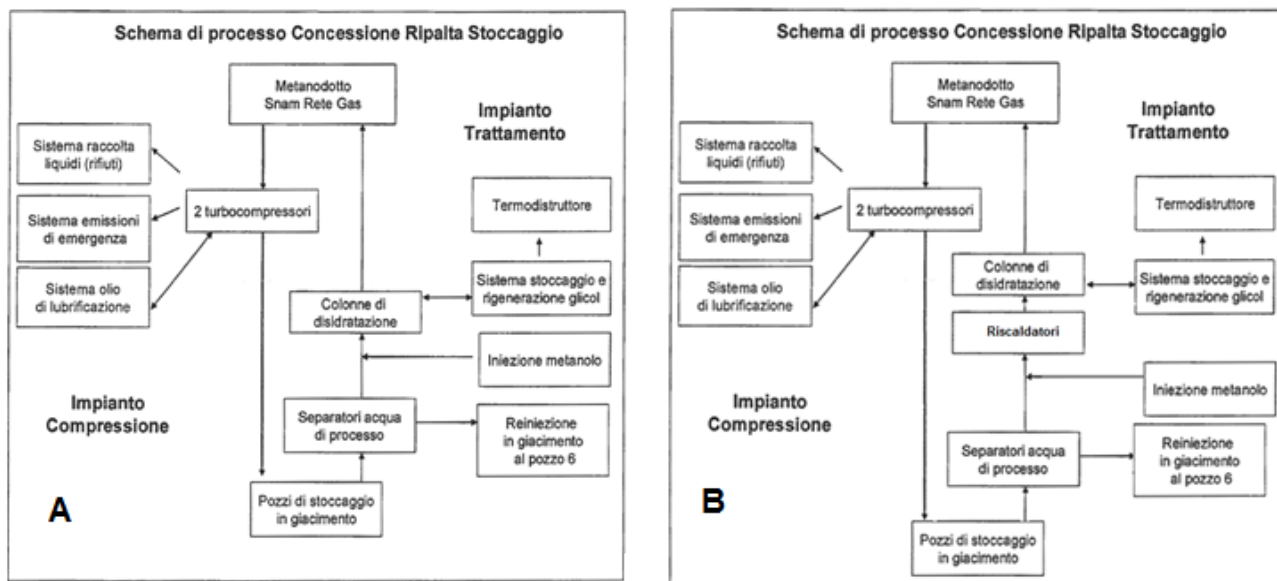 Schema di processo Concessione Ripalta Stoccaggio
Metanodotto
Snam Rete Gas
Impianto
Trattamento
Sistema raccolta
liquidi (rifiuti)
2 turbocompressori
Termodistruttore
Sistema emissioni
di emergenza
Sistema olio
di lubrificazione
Colonne di
disidratazione
Sistema stoccaggio e
rigenerazione glicol
Iniezione metanolo
Impianto
Compressione
Separatori acqua
di processo
Reiniezione
in giacimento
al pozzo 6
A
Pozzi di stoccaggio
in giacimento
Schema di processo Concessione Ripalta Stoccaggio
Metanodotto
Snam Rete Gas
Impianto
Trattamento
Sistema raccolta
liquidi (rifiuti)
2 turbocompressori
Termodistruttore
Sistema emissioni
di emergenza
Sistema olio
di lubrificazione
Colonne di
disidratazione
Sistema stoccaggio e
rigenerazione glicol
Riscaldatori
Iniezione metanolo
Impianto
Compressione
Separatori acqua
di processo
Reiniezione
in giacimento
al pozzo 6
B
Pozzi di stoccaggio
in giacimento